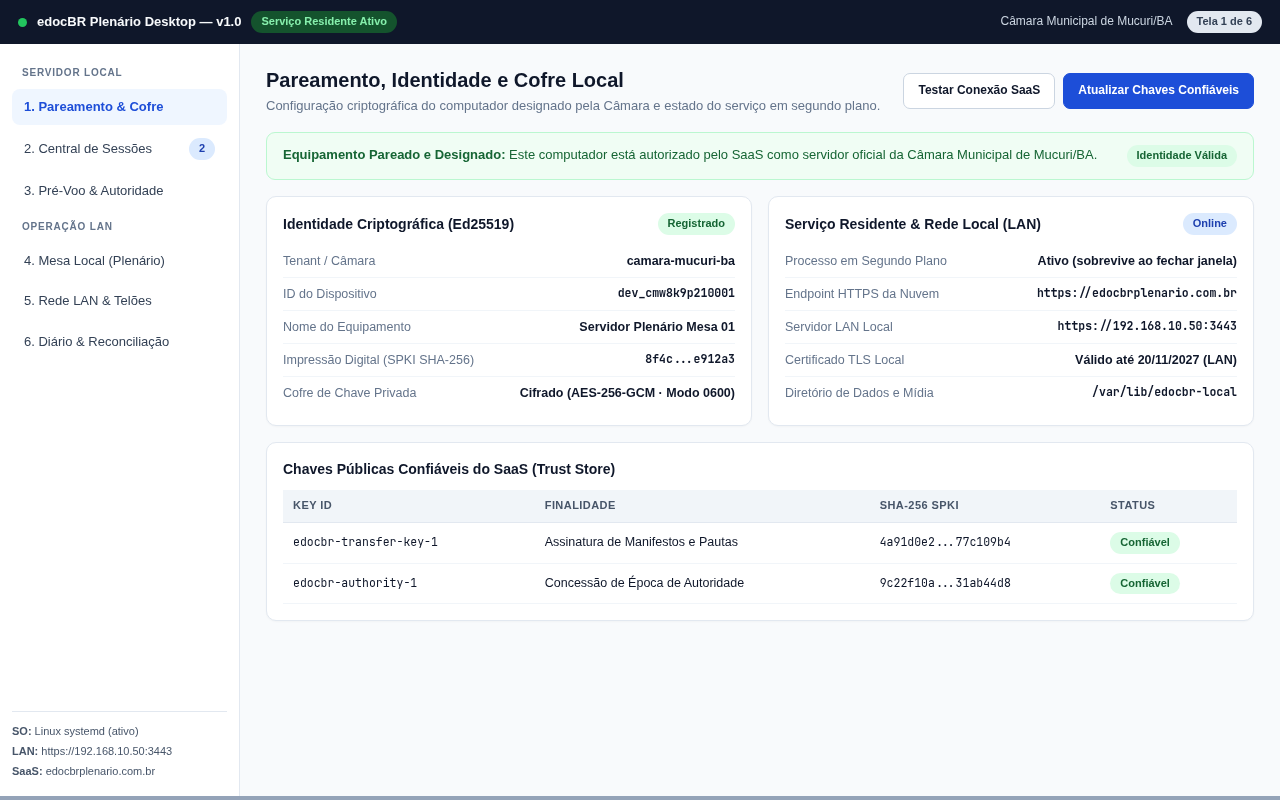 edocBR Plenário Desktop — v1.0
Serviço Residente Ativo
Câmara Municipal de Mucuri/BA
Tela 1 de 6
SERVIDOR LOCAL
1. Pareamento & Cofre
2. Central de Sessões
2
3. Pré-Voo & Autoridade
OPERAÇÃO LAN
4. Mesa Local (Plenário)
5. Rede LAN & Telões
6. Diário & Reconciliação
SO: Linux systemd (ativo)
LAN: https://192.168.10.50:3443
SaaS: edocbrplenario.com.br
Pareamento, Identidade e Cofre Local
Configuração criptográfica do computador designado pela Câmara e estado do serviço em segundo plano.
Testar Conexão SaaS
Atualizar Chaves Confiáveis
Equipamento Pareado e Designado: Este computador está autorizado pelo SaaS como servidor oficial da Câmara Municipal de Mucuri/BA.
Identidade Válida
Identidade Criptográfica (Ed25519)
Registrado
Tenant / Câmara
camara-mucuri-ba
ID do Dispositivo
dev_cmw8k9p210001
Nome do Equipamento
Servidor Plenário Mesa 01
Impressão Digital (SPKI SHA-256)
8f4c...e912a3
Cofre de Chave Privada
Cifrado (AES-256-GCM · Modo 0600)
Serviço Residente & Rede Local (LAN)
Online
Processo em Segundo Plano
Ativo (sobrevive ao fechar janela)
Endpoint HTTPS da Nuvem
https://edocbrplenario.com.br
Servidor LAN Local
https://192.168.10.50:3443
Certificado TLS Local
Válido até 20/11/2027 (LAN)
Diretório de Dados e Mídia
/var/lib/edocbr-local
Chaves Públicas Confiáveis do SaaS (Trust Store)
KEY ID FINALIDADE SHA-256 SPKI STATUS
edocbr-transfer-key-1 Assinatura de Manifestos e Pautas 4a91d0e2...77c109b4 Confiável
edocbr-authority-1 Concessão de Época de Autoridade 9c22f10a...31ab44d8 Confiável